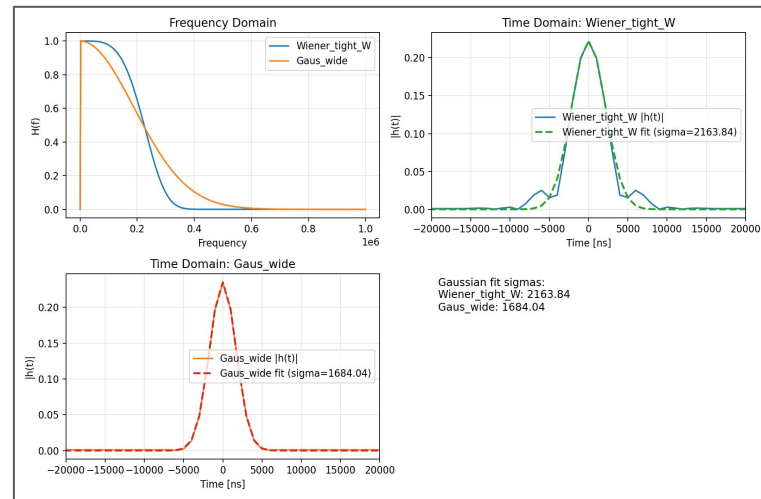 Frequency Domain
H(f)
1.0
0.8
0.6
0.4
0.2
0.0
Wiener_tight_W
Gaus_wide
0.0 0.2 0.4 0.6 0.8 1.0
1e6
Frequency
Time Domain: Wiener_tight_W
|h(t)|
0.20
0.15
0.10
0.05
0.00
Wiener_tight_W |h(t)|
Wiener_tight_W fit (sigma=2163.84)
−20000 −15000 −10000 −5000 0 5000 10000 15000 20000
Time [ns]
Time Domain: Gaus_wide
|h(t)|
0.20
0.15
0.10
0.05
0.00
Gaus_wide |h(t)|
Gaus_wide fit (sigma=1684.04)
−20000 −15000 −10000 −5000 0 5000 10000 15000 20000
Time [ns]
Gaussian fit sigmas:
Wiener_tight_W: 2163.84
Gaus_wide: 1684.04